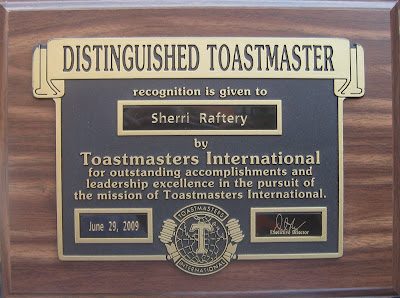 DISTINGUISHED TOASTMASTER
recognition is given to
Sherri Raftery
by
Toastmasters International
for outstanding accomplishments and
leadership excellence in the pursuit of
the mission of Toastmasters International.
June 29, 2009
TOASTMASTERS
T
INTERNATIONAL
Executive Director